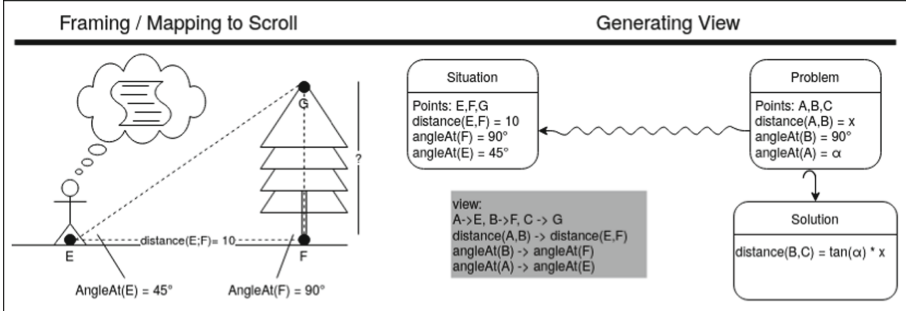 Framing / Mapping to Scroll
Generating View
G
?
E
distance(E;F)= 10
F
AngleAt(E) = 45°
AngleAt(F) = 90°
Situation
Points: E,F,G
distance(E,F) = 10
angleAt(F) = 90°
angleAt(E) = 45°
Problem
Points: A,B,C
distance(A,B) = x
angleAt(B) = 90°
angleAt(A) = α
view:
A->E, B->F, C -> G
distance(A,B) -> distance(E,F)
angleAt(B) -> angleAt(F)
angleAt(A) -> angleAt(E)
Solution
distance(B,C) = tan(α) * x